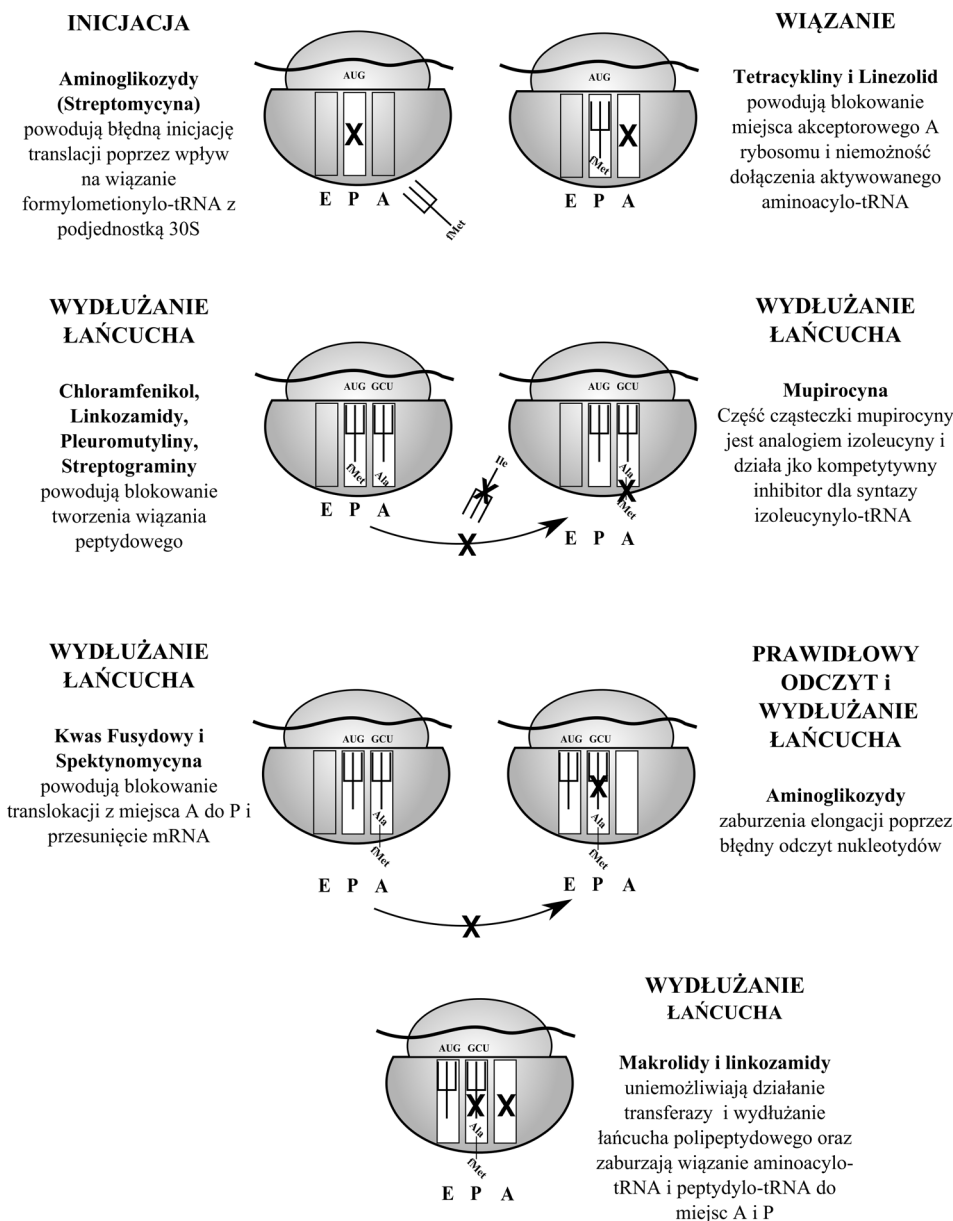 INICJACJA
Aminoglikozydy
(Streptomycyna)
powodują błędną inicjację
translacji poprzez wpływ
na wiązanie
formylometionylo-tRNA z
podjednostką 30S
AUG
X
E P A
fMet
WIĄZANIE
Tetracykliny i Linezolid
powodują blokowanie
miejsca akceptorowego A
rybosomu i niemożność
dołączenia aktywowanego
aminoacylo-tRNA
AUG
X
fMet
E P A
WYDŁUŻANIE
ŁAŃCUCHA
Chloramfenikol,
Linkozamidy,
Pleuromutyliny,
Streptograminy
powodują blokowanie
tworzenia wiązania
peptydowego
AUG GCU
fMet Ala
E P A
X
Ile
X
WYDŁUŻANIE
ŁAŃCUCHA
Mupirocyna
Część cząsteczki mupirocyny
jest analogiem izoleucyny i
działa jko kompetytywny
inhibitor dla syntazy
izoleucynylo-tRNA
AUG GCU
Ala
X
fMet
E P A
WYDŁUŻANIE
ŁAŃCUCHA
Kwas Fusydowy i
Spektynomycyna
powodują blokowanie
translokacji z miejsca A do P i
przesunięcie mRNA
AUG GCU
Ala
fMet
E P A
X
PRAWIDŁOWY
ODCZYT i
WYDŁUŻANIE
ŁAŃCUCHA
Aminoglikozydy
zaburzenia elongacji poprzez
błędny odczyt nukleotydów
AUG GCU
X
Ala
fMet
E P A
WYDŁUŻANIE
ŁAŃCUCHA
Makrolidy i linkozamidy
uniemożliwiają działanie
transferazy i wydłużanie
łańcucha polipeptydowego oraz
zaburzają wiązanie aminoacylo-
tRNA i peptydylo-tRNA do
miejsc A i P
AUG GCU
X X
Ala
fMet
E P A